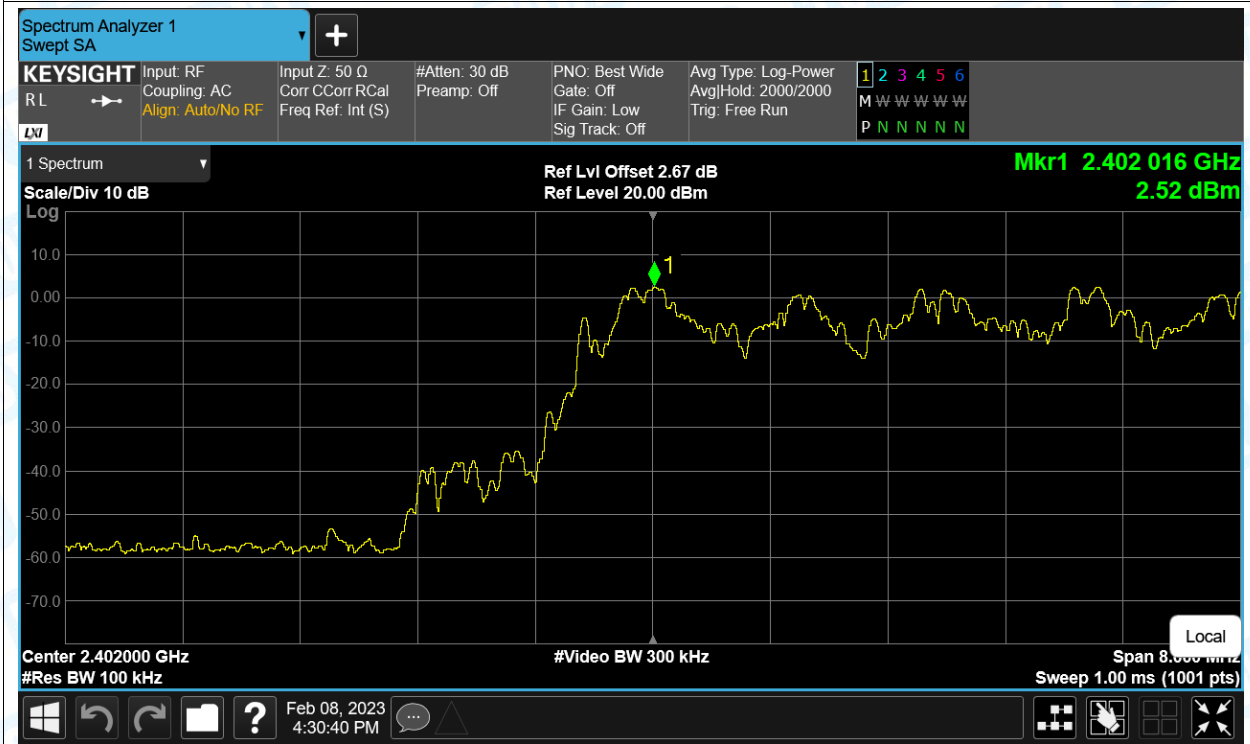 Spectrum Analyzer 1
Swept SA
KEYSIGHT
R L
LXI
Input: RF
Coupling: AC
Align: Auto/No RF
Input Z: 50 Ω
Corr CCorr RCal
Freq Ref: Int (S)
#Atten: 30 dB
Preamp: Off
PNO: Best Wide
Gate: Off
IF Gain: Low
Sig Track: Off
Avg Type: Log-Power
Avg|Hold: 2000/2000
Trig: Free Run
1 2 3 4 5 6
M W W W W W
P N N N N N
1 Spectrum
Scale/Div 10 dB
Log
Ref Lvl Offset 2.67 dB
Ref Level 20.00 dBm
Mkr1 2.402 016 GHz
2.52 dBm
1
10.0
0.00
-10.0
-20.0
-30.0
-40.0
-50.0
-60.0
-70.0
Local
Center 2.402000 GHz
#Video BW 300 kHz
Span 8.000 MHz
#Res BW 100 kHz
Sweep 1.00 ms (1001 pts)
?
Feb 08, 2023
4:30:40 PM